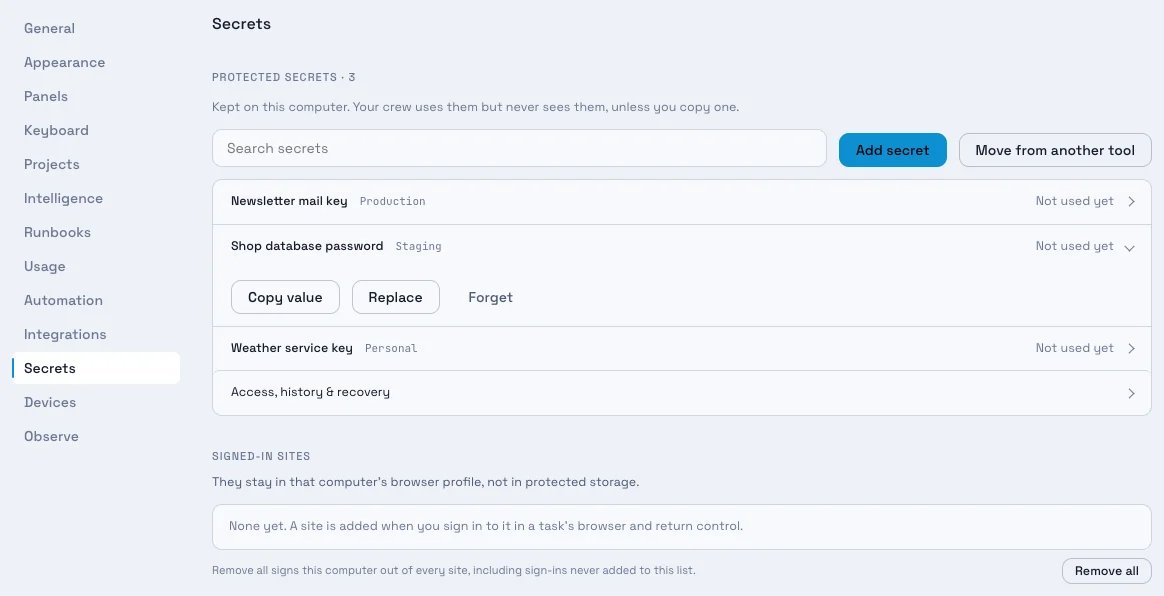 General
Appearance
Panels
Keyboard
Projects
Intelligence
Runbooks
Usage
Automation
Integrations
Secrets
Devices
Observe
Secrets
PROTECTED SECRETS · 3
Kept on this computer. Your crew uses them but never sees them, unless you copy one.
Search secrets
Add secret
Move from another tool
Newsletter mail key Production Not used yet
Shop database password Staging Not used yet
Copy value Replace Forget
Weather service key Personal Not used yet
Access, history & recovery
SIGNED-IN SITES
They stay in that computer's browser profile, not in protected storage.
None yet. A site is added when you sign in to it in a task's browser and return control.
Remove all signs this computer out of every site, including sign-ins never added to this list.
Remove all